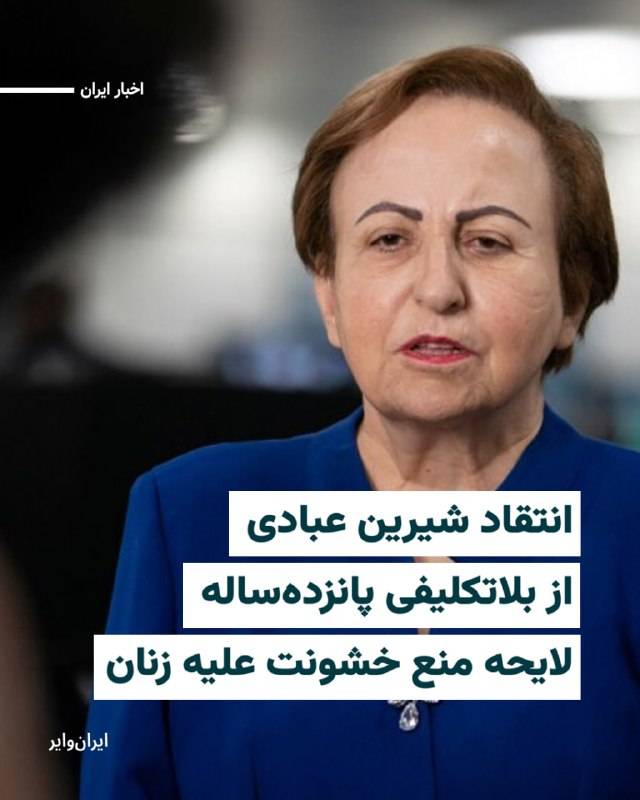 اخبار ایران
انتقاد شیرین عبادی
از بلاتکلیفی پانزده‌ساله
لایحه منع خشونت علیه زنان
ایران‌وایر